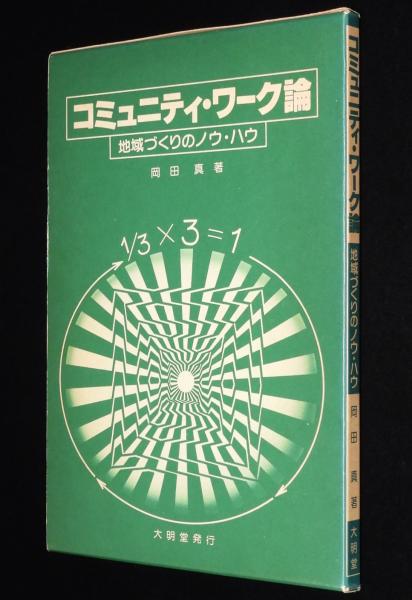 コミュニティ・ワーク論
地域づくりのノウ・ハウ
岡田 真 著
1/3 × 3 = 1
大明堂発行
コミュニティ・ワーク論
地域づくりのノウ・ハウ
岡田 真 著
大明堂